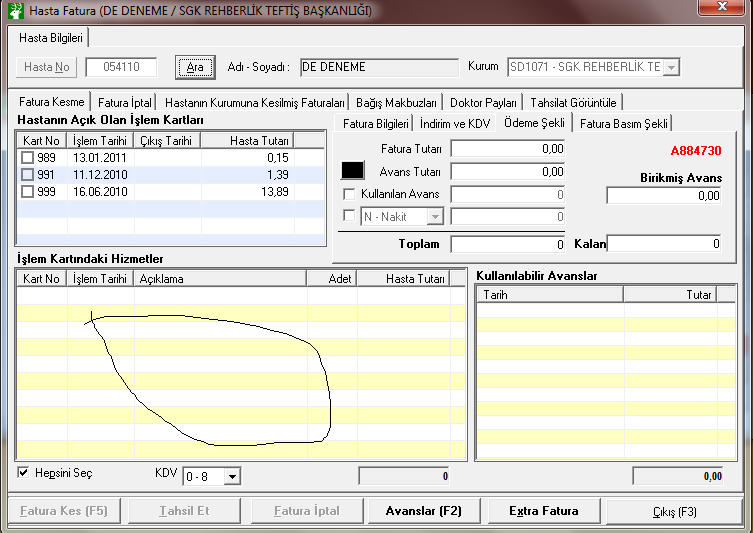 Hasta Fatura (DE DENEME / SGK REHBERLİK TEFTİŞ BAŞKANLIĞI)
Hasta Bilgileri
Hasta No 054110 Ara Adı - Soyadı : DE DENEME Kurum SD1071 - SGK REHBERLİK TE
Fatura Kesme Fatura İptal Hastanın Kurumuna Kesilmiş Faturaları Bağış Makbuzları Doktor Payları Tahsilat Görüntüle
Hastanın Açık Olan İşlem Kartları
Kart No İşlem Tarihi Çıkış Tarihi Hasta Tutarı
989 13.01.2011 0,15
991 11.12.2010 1,39
999 16.06.2010 13,89
Fatura Bilgileri İndirim ve KDV Ödeme Şekli Fatura Basım Şekli
Fatura Tutarı 0,00 A884730
Avans Tutarı 0,00 Birikmiş Avans
Kullanılan Avans 0 0,00
N - Nakit 0
Toplam 0 Kalan 0
İşlem Kartındaki Hizmetler
Kart No İşlem Tarihi Açıklama Adet Hasta Tutarı
Kullanılabilir Avanslar
Tarih Tutar
Hepsini Seç KDV 0 - 8 0 0,00
Fatura Kes (F5) Tahsil Et Fatura İptal Avanslar (F2) Extra Fatura Çıkış (F3)